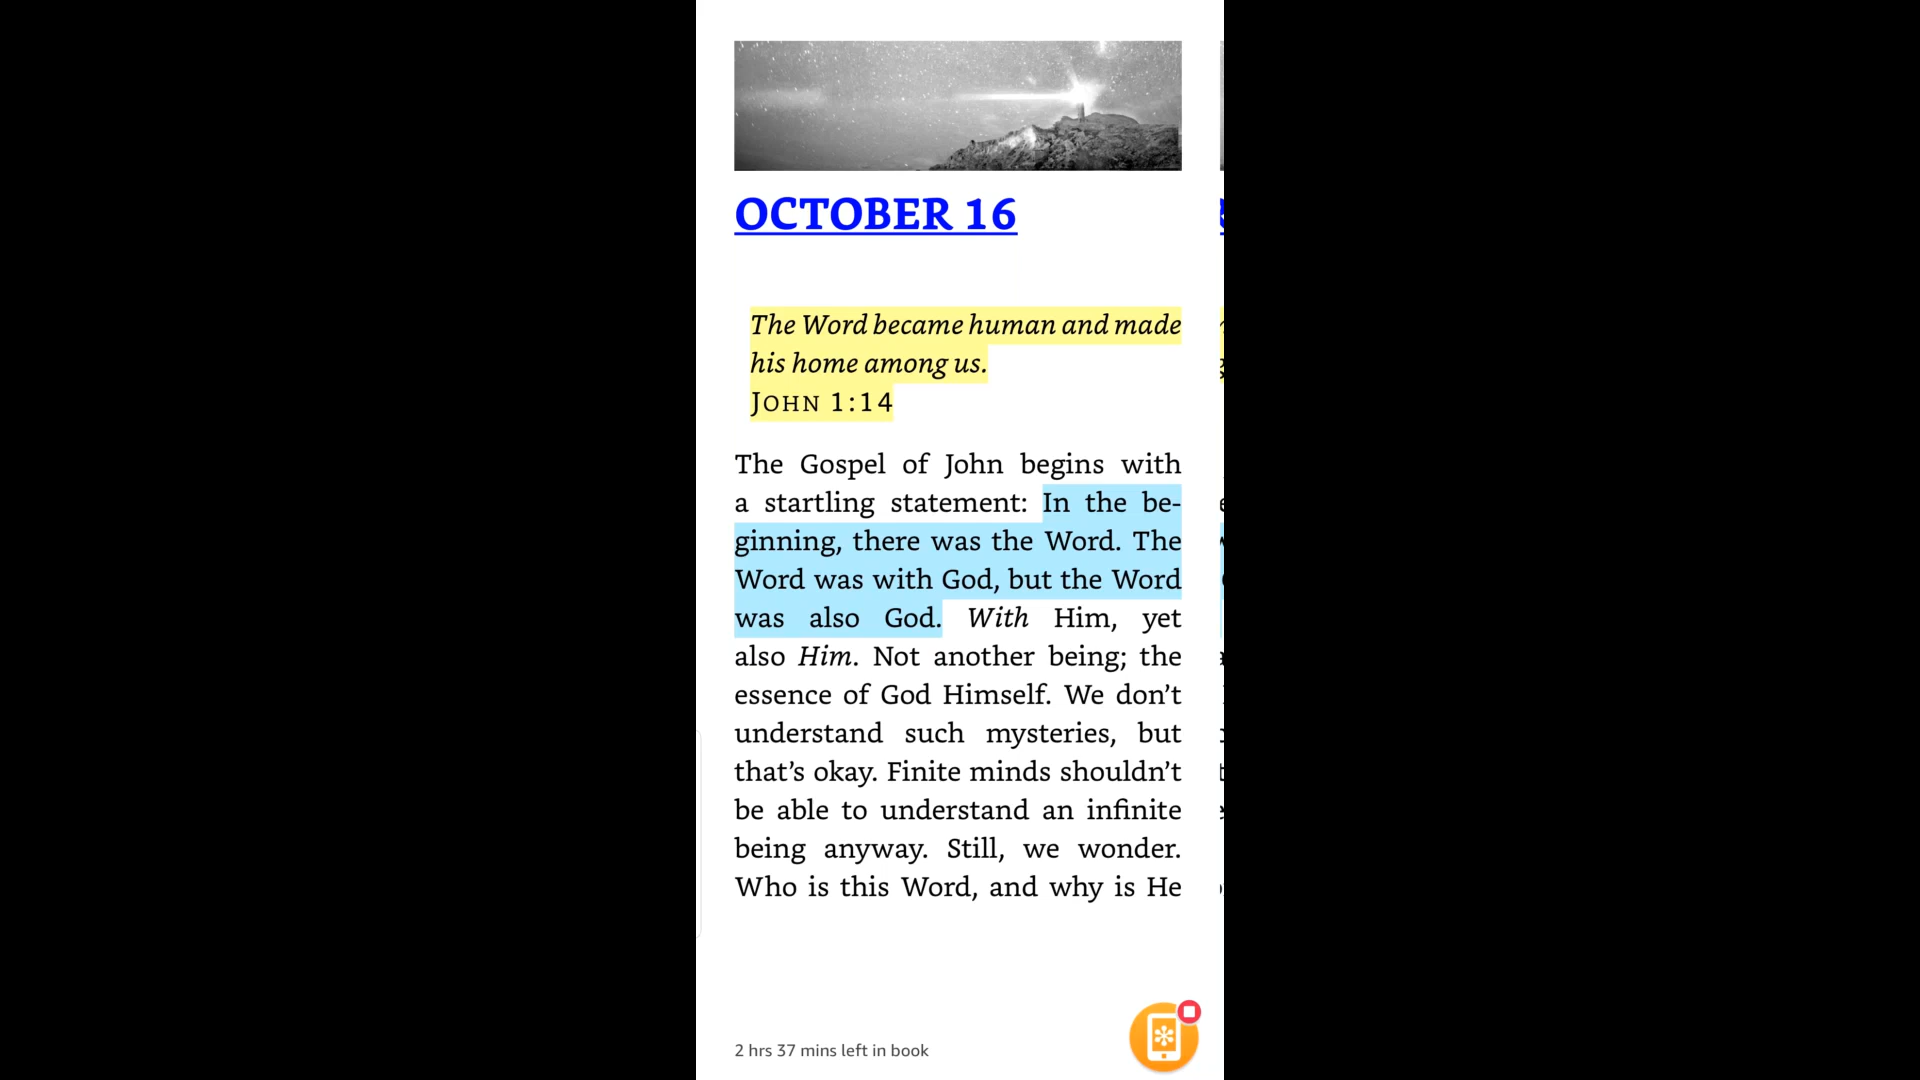 OCTOBER 16
The Word became human and made
his home among us.
JOHN 1:14
The Gospel of John begins with
a startling statement: In the be-
ginning, there was the Word. The
Word was with God, but the Word
was also God. With Him, yet
also Him. Not another being; the
essence of God Himself. We don’t
understand such mysteries, but
that’s okay. Finite minds shouldn’t
be able to understand an infinite
being anyway. Still, we wonder.
Who is this Word, and why is He
2 hrs 37 mins left in book